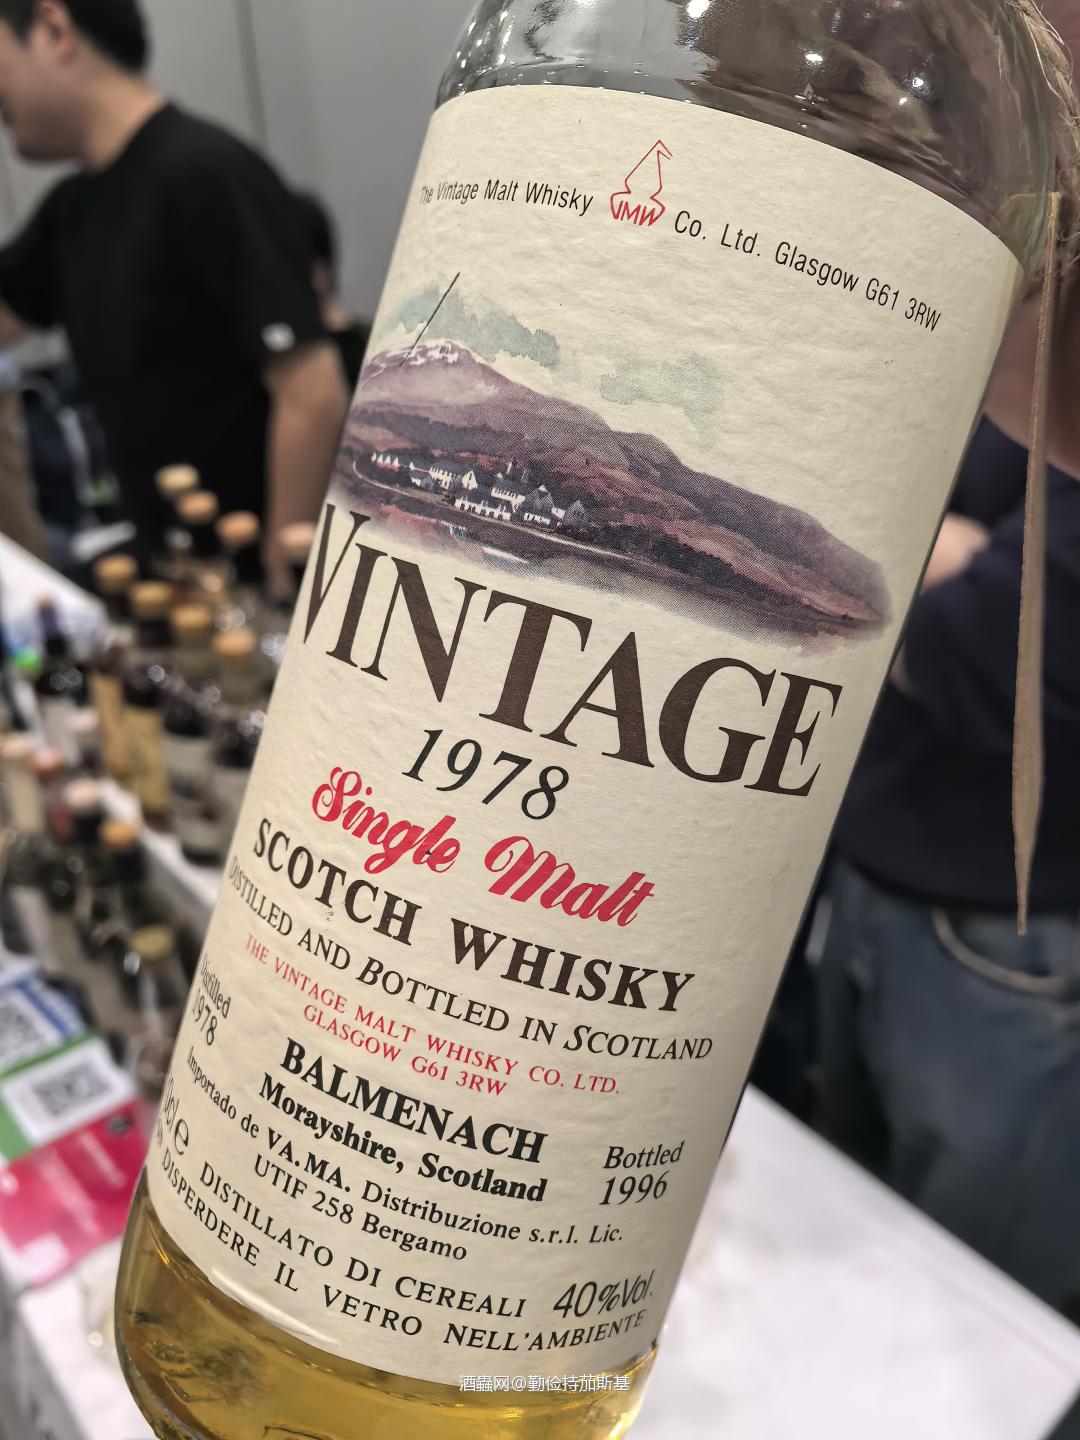 The Vintage Malt Whisky VMW Co. Ltd. Glasgow G61 3RW
VINTAGE
1978
Single Malt
SCOTCH WHISKY
DISTILLED AND BOTTLED IN SCOTLAND
THE VINTAGE MALT WHISKY CO. LTD.
GLASGOW G61 3RW
Distilled
1978
BALMENACH
Morayshire, Scotland
Bottled
1996
Importado de VA.MA. Distribuzione s.r.l. Lic.
UTIF 258 Bergamo
DISTILLATO DI CEREALI
40%Vol.
DISPERDERE IL VETRO NELL'AMBIENTE
酒蟲网@勤俭持茄斯基